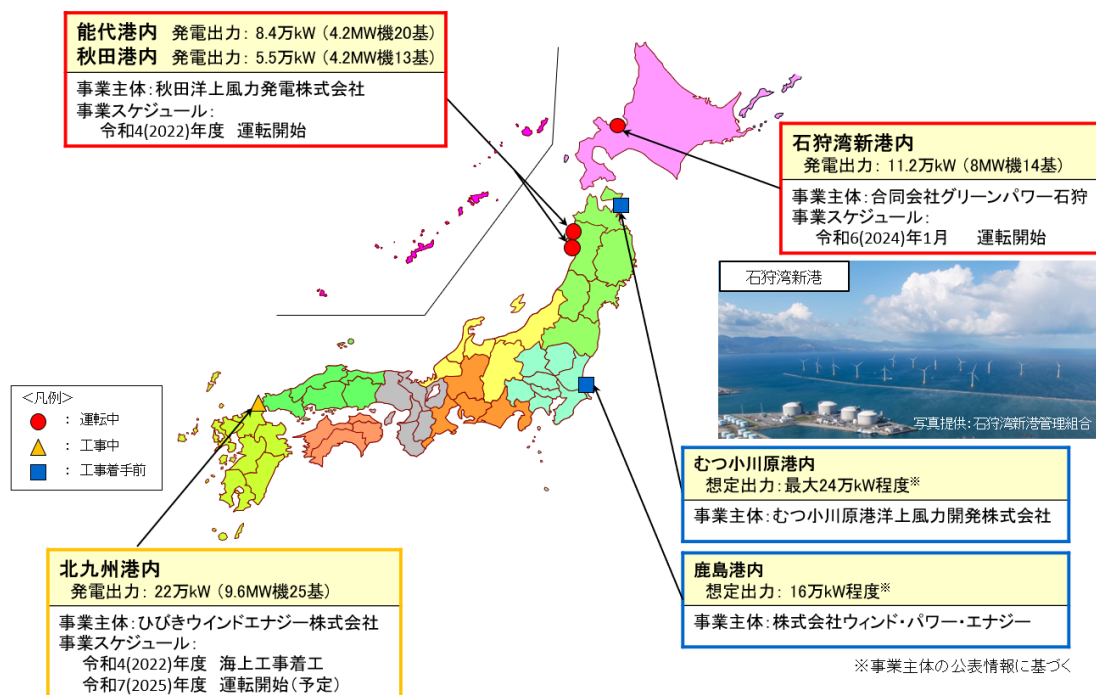 能代港内 発電出力：8.4万kW（4.2MW機20基）
秋田港内 発電出力：5.5万kW（4.2MW機13基）
事業主体：秋田洋上風力発電株式会社
事業スケジュール：
令和4(2022)年度 運転開始
石狩湾新港内
発電出力：11.2万kW（8MW機14基）
事業主体：合同会社グリーンパワー石狩
事業スケジュール：
令和6(2024)年1月 運転開始
石狩湾新港
写真提供：石狩湾新港管理組合
＜凡例＞
：運転中
：工事中
：工事着手前
むつ小川原港内
想定出力：最大24万kW程度※
事業主体：むつ小川原港洋上風力開発株式会社
鹿島港内
想定出力：16万kW程度※
事業主体：株式会社ウィンド・パワー・エナジー
北九州港内
発電出力：22万kW（9.6MW機25基）
事業主体：ひびきウインドエナジー株式会社
事業スケジュール：
令和4(2022)年度 海上工事着工
令和7(2025)年度 運転開始（予定）
※事業主体の公表情報に基づく